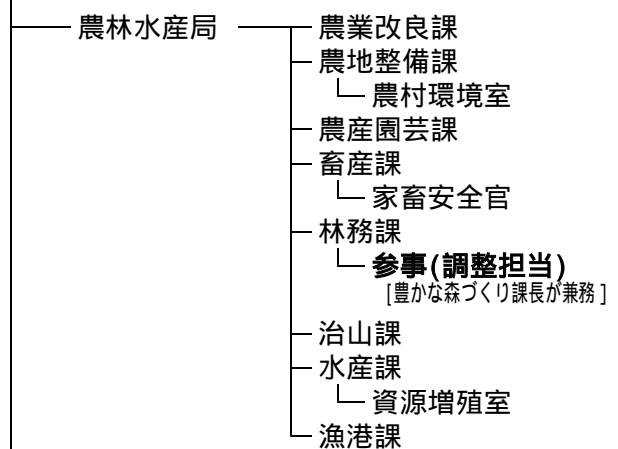 農林水産局 農業改良課
農地整備課
農村環境室
農産園芸課
畜産課
家畜安全官
林務課
参事(調整担当)
[豊かな森づくり課長が兼務]
治山課
水産課
資源増殖室
漁港課